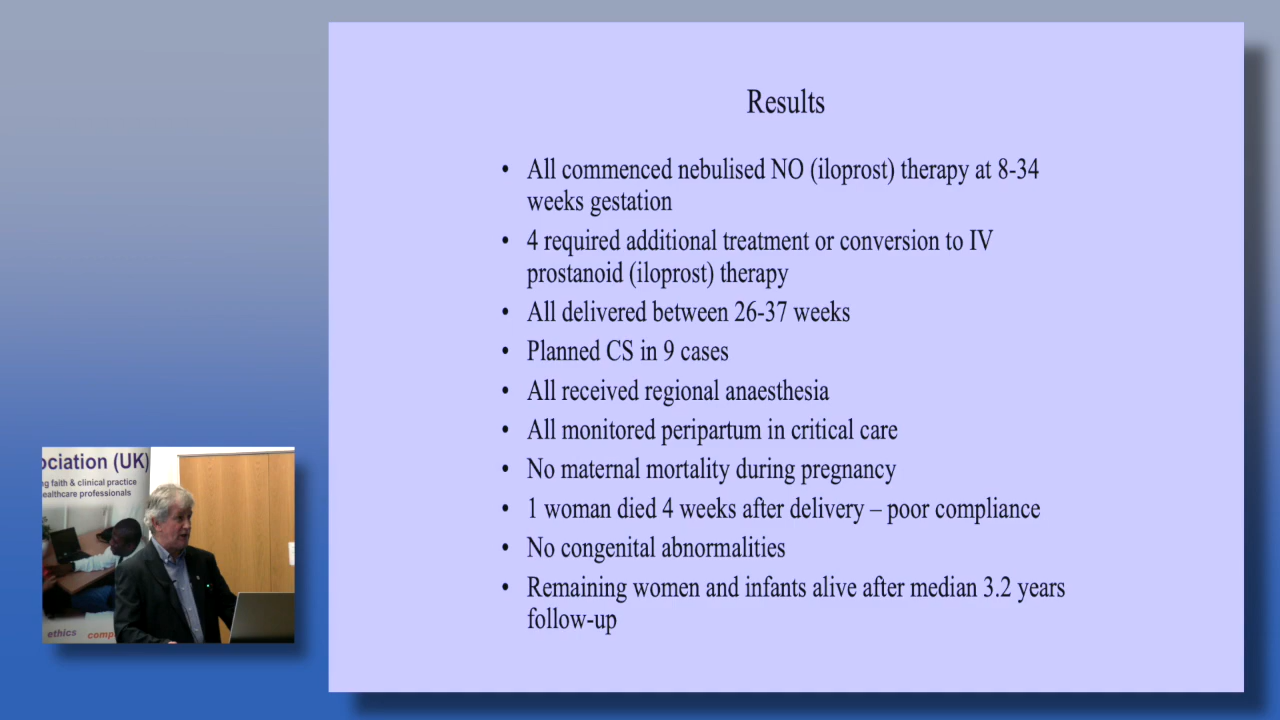 Results
• All commenced nebulised NO (iloprost) therapy at 8-34
weeks gestation
• 4 required additional treatment or conversion to IV
prostanoid (iloprost) therapy
• All delivered between 26-37 weeks
• Planned CS in 9 cases
• All received regional anaesthesia
• All monitored peripartum in critical care
• No maternal mortality during pregnancy
• 1 woman died 4 weeks after delivery – poor compliance
• No congenital abnormalities
• Remaining women and infants alive after median 3.2 years
follow-up
ociation (UK)
ng faith & clinical practice
ealthcare professionals
ethics comp